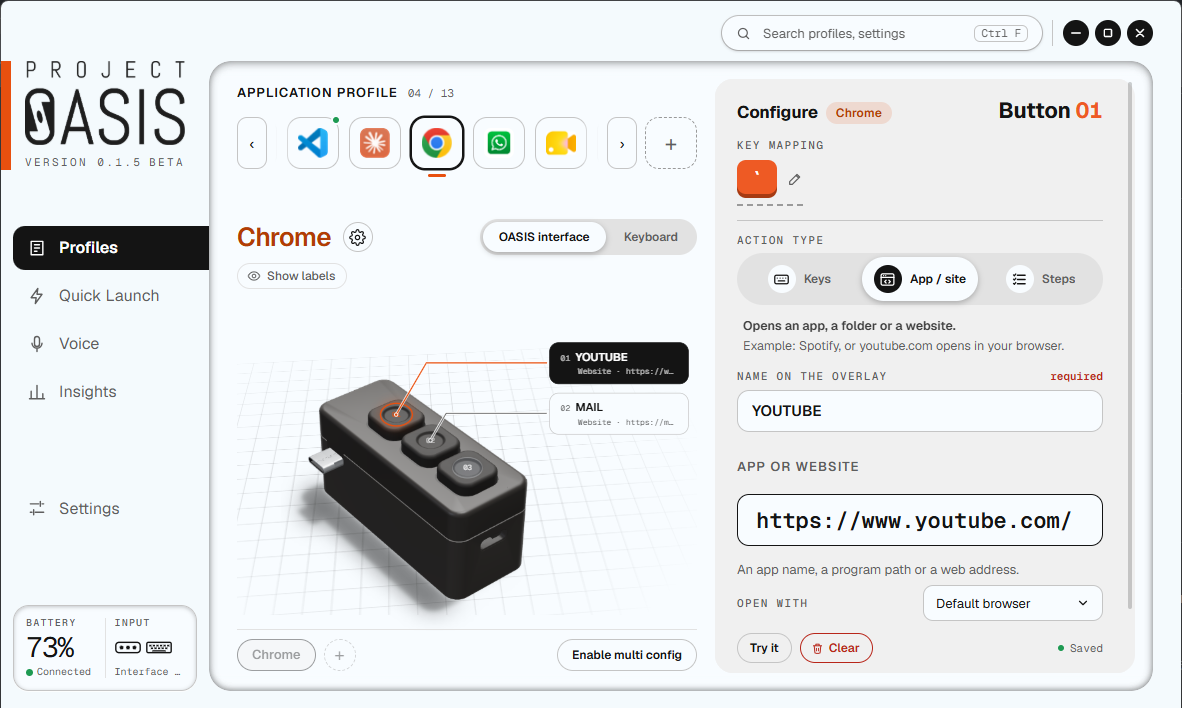 Search profiles, settings
Ctrl F
PROJECT
OASIS
VERSION 0.1.5 BETA
Profiles
Quick Launch
Voice
Insights
Settings
BATTERY
73%
Connected
INPUT
Interface …
APPLICATION PROFILE 04 / 13
Chrome
OASIS interface
Keyboard
Show labels
01 YOUTUBE
Website · https://w…
02 MAIL
Website · https://m…
02
03
Chrome
+
Enable multi config
Configure Chrome
Button 01
KEY MAPPING
`
ACTION TYPE
Keys
App / site
Steps
Opens an app, a folder or a website.
Example: Spotify, or youtube.com opens in your browser.
NAME ON THE OVERLAY required
YOUTUBE
APP OR WEBSITE
https://www.youtube.com/
An app name, a program path or a web address.
OPEN WITH
Default browser
Try it
Clear
Saved